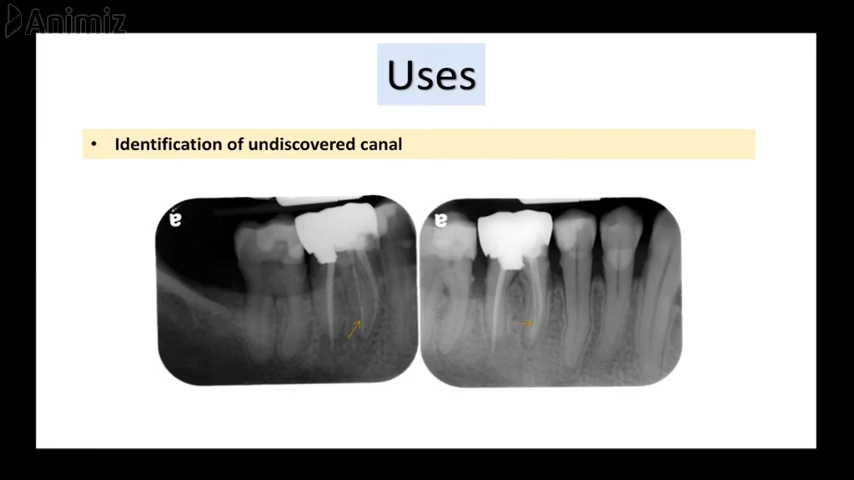 Animiz
Uses
• Identification of undiscovered canal
a
a